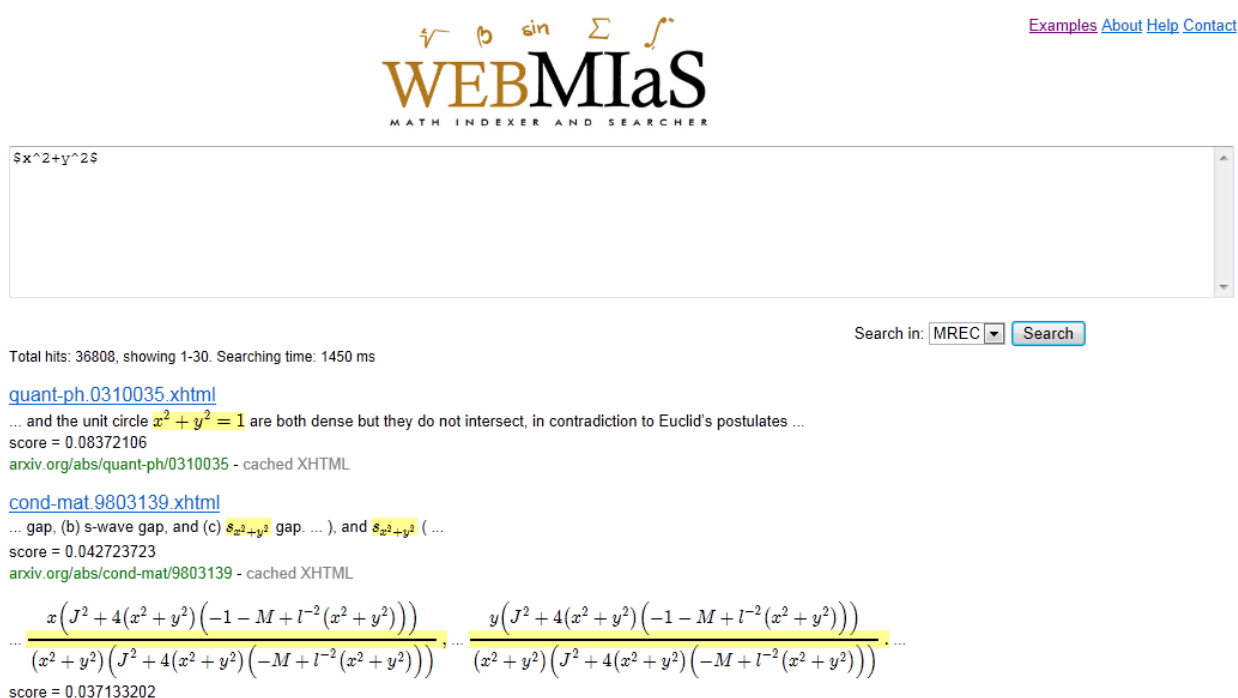 ∜ β sin Σ ∫
Examples About Help Contact
WEBMIaS
MATH INDEXER AND SEARCHER
$x^2+y^2$
Search in: MREC Search
Total hits: 36808, showing 1-30. Searching time: 1450 ms
quant-ph.0310035.xhtml
... and the unit circle x² + y² = 1 are both dense but they do not intersect, in contradiction to Euclid's postulates ...
score = 0.08372106
arxiv.org/abs/quant-ph/0310035 - cached XHTML
cond-mat.9803139.xhtml
... gap, (b) s-wave gap, and (c) s_{x²+y²} gap. ... ), and s_{x²+y²} ( ...
score = 0.042723723
arxiv.org/abs/cond-mat/9803139 - cached XHTML
... x(J² + 4(x² + y²)(−1 − M + l⁻²(x² + y²))) / (x² + y²)(J² + 4(x² + y²)(−M + l⁻²(x² + y²))) , ... y(J² + 4(x² + y²)(−1 − M + l⁻²(x² + y²))) / (x² + y²)(J² + 4(x² + y²)(−M + l⁻²(x² + y²))) . ...
score = 0.037133202